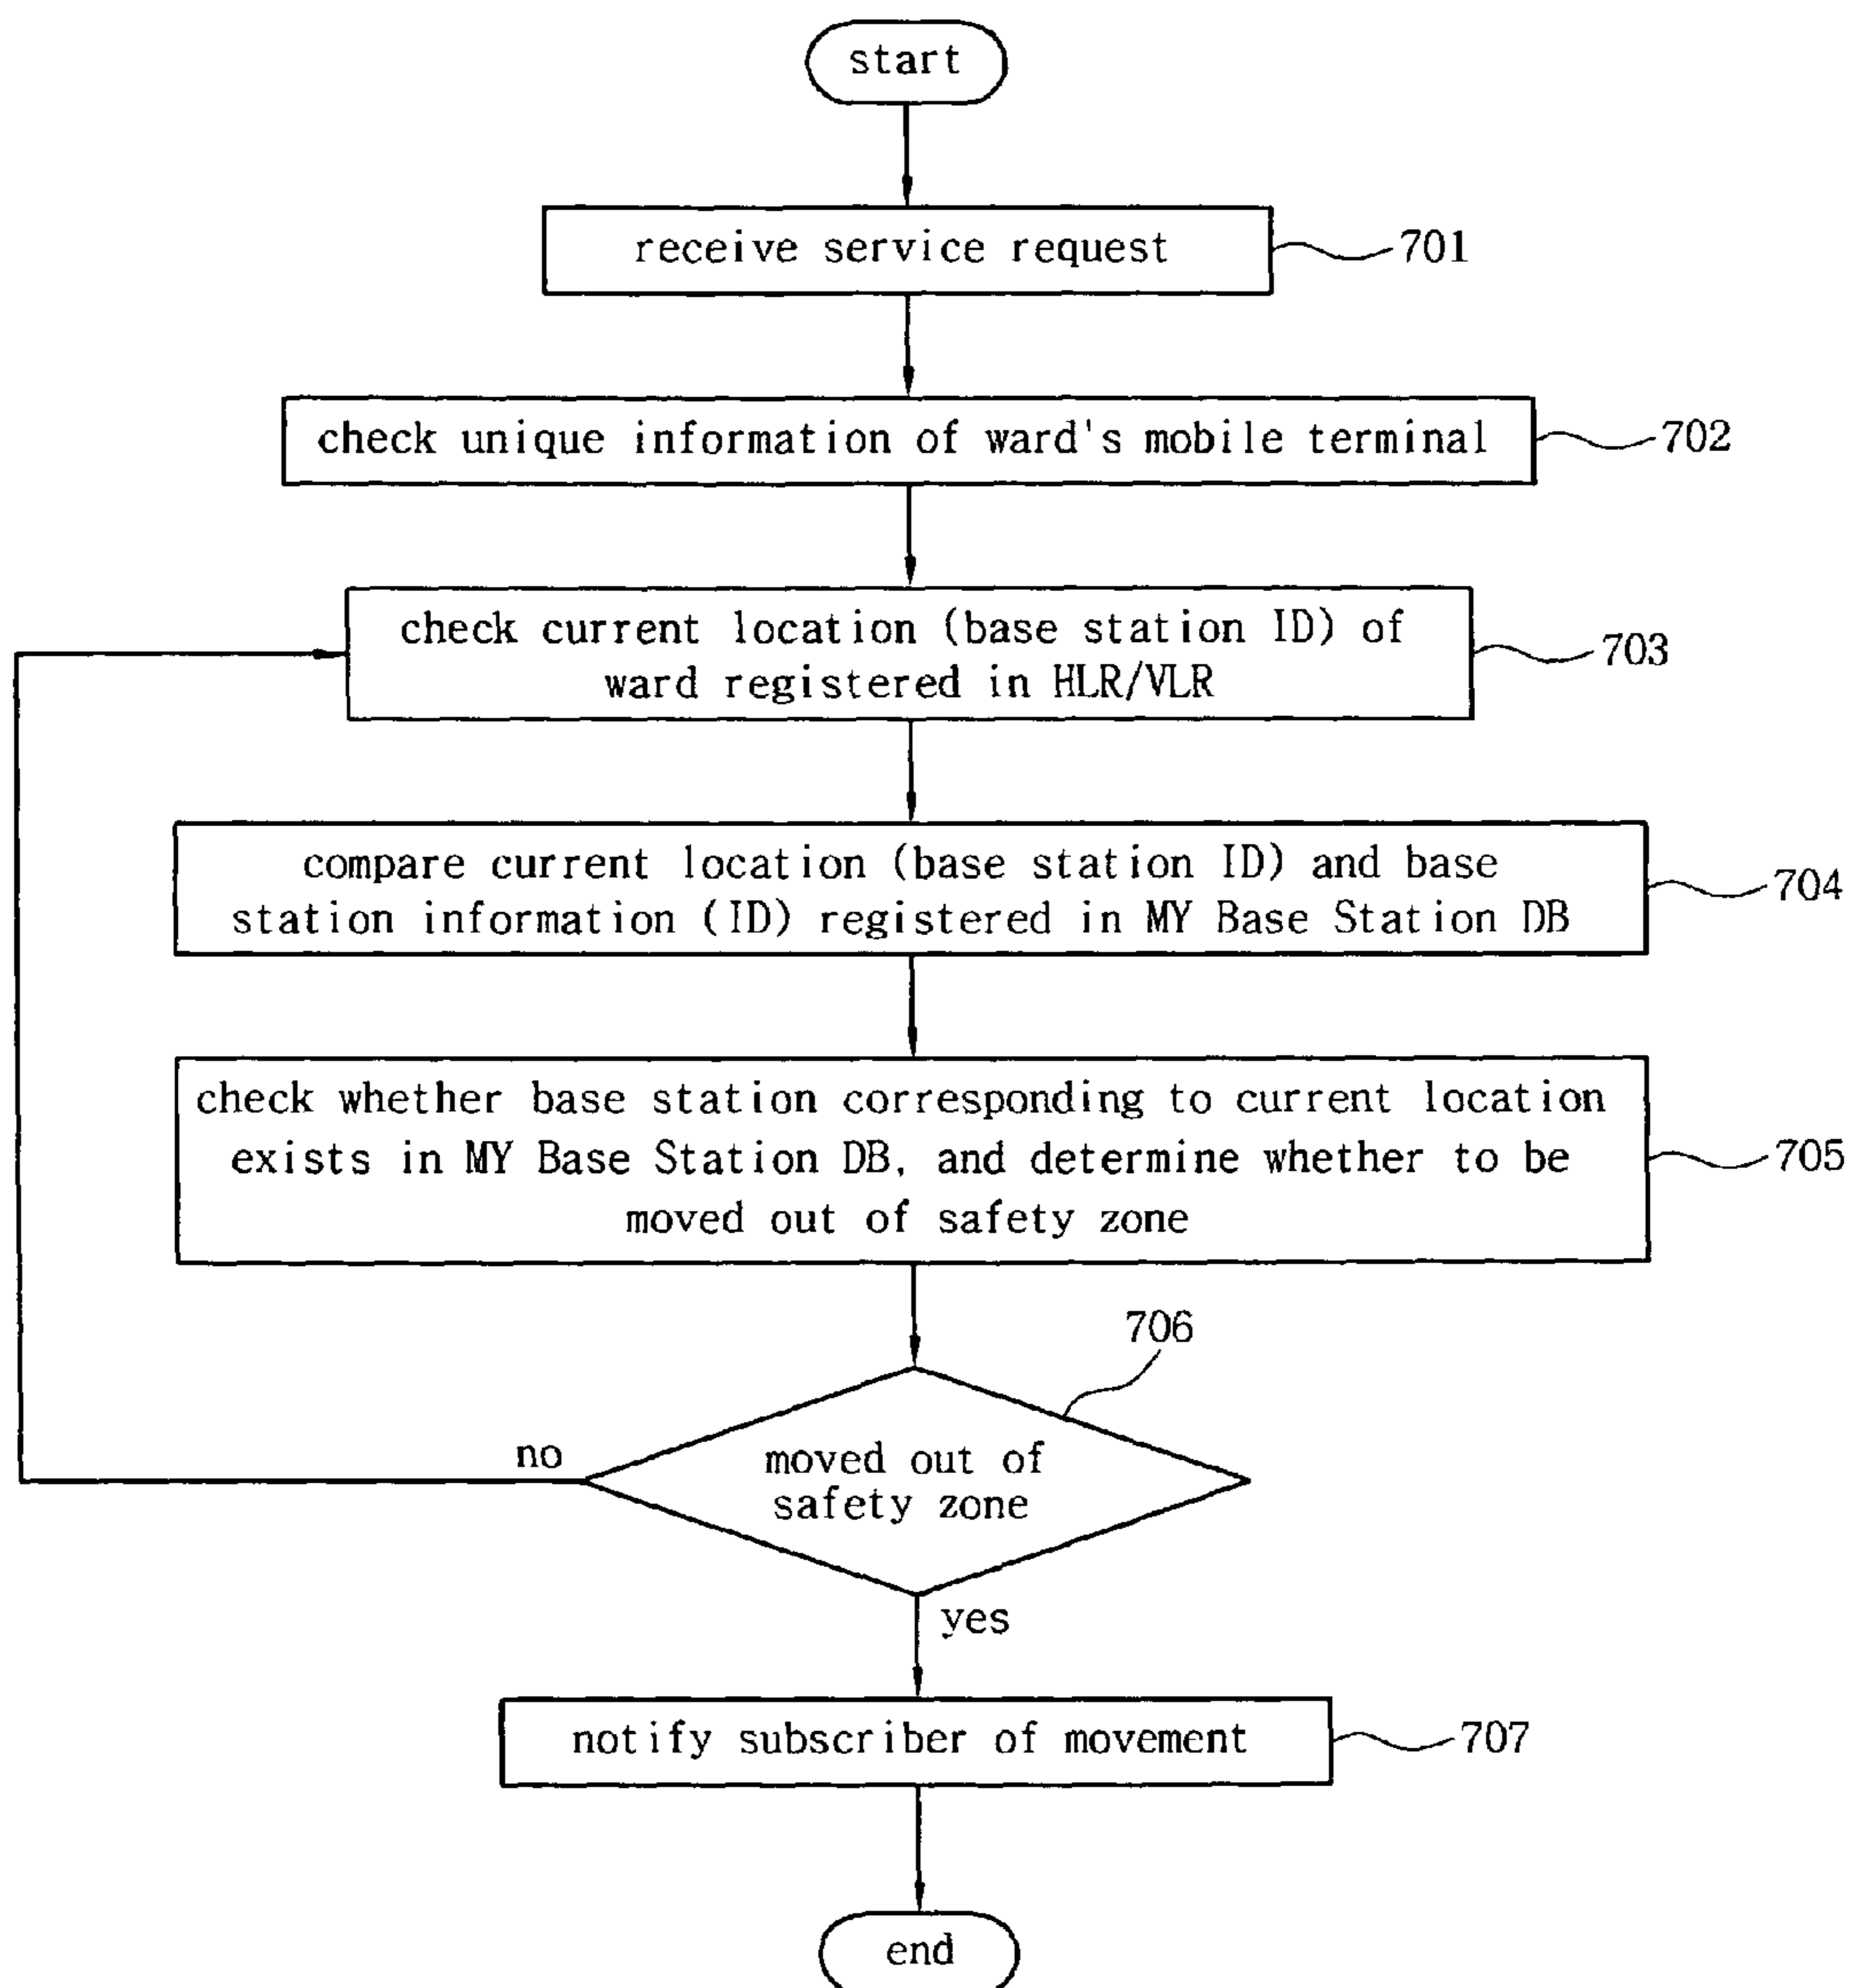 start
receive service request
701
check unique information of ward's mobile terminal
702
check current location (base station ID) of
ward registered in HLR/VLR
703
compare current location (base station ID) and base
station information (ID) registered in MY Base Station DB
704
check whether base station corresponding to current location
exists in MY Base Station DB, and determine whether to be
moved out of safety zone
705
706
moved out of
safety zone
no
yes
notify subscriber of movement
707
end